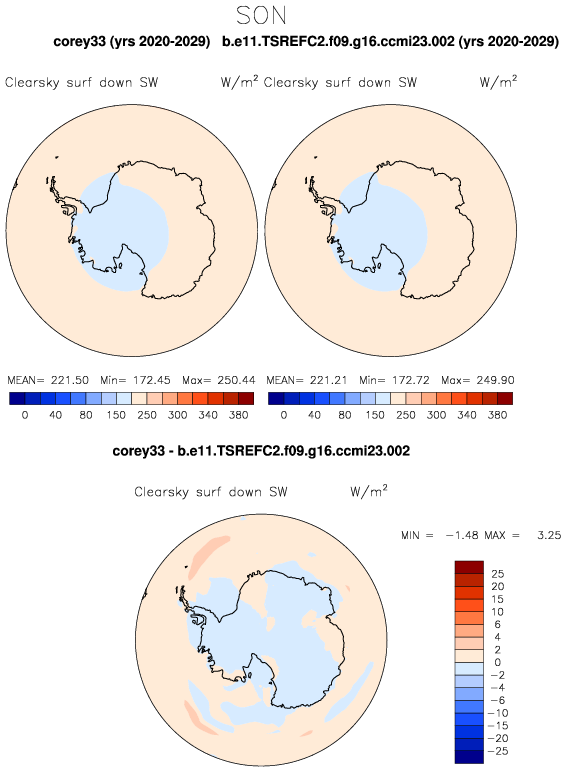 SON
corey33 (yrs 2020-2029) b.e11.TSREFC2.f09.g16.ccmi23.002 (yrs 2020-2029)
Clearsky surf down SW W/m² Clearsky surf down SW W/m²
MEAN= 221.50 Min= 172.45 Max= 250.44 MEAN= 221.21 Min= 172.72 Max= 249.90
0 40 80 150 250 300 340 380 0 40 80 150 250 300 340 380
corey33 - b.e11.TSREFC2.f09.g16.ccmi23.002
Clearsky surf down SW W/m²
MIN = -1.48 MAX = 3.25
25
20
15
10
6
4
2
0
-2
-4
-6
-10
-15
-20
-25